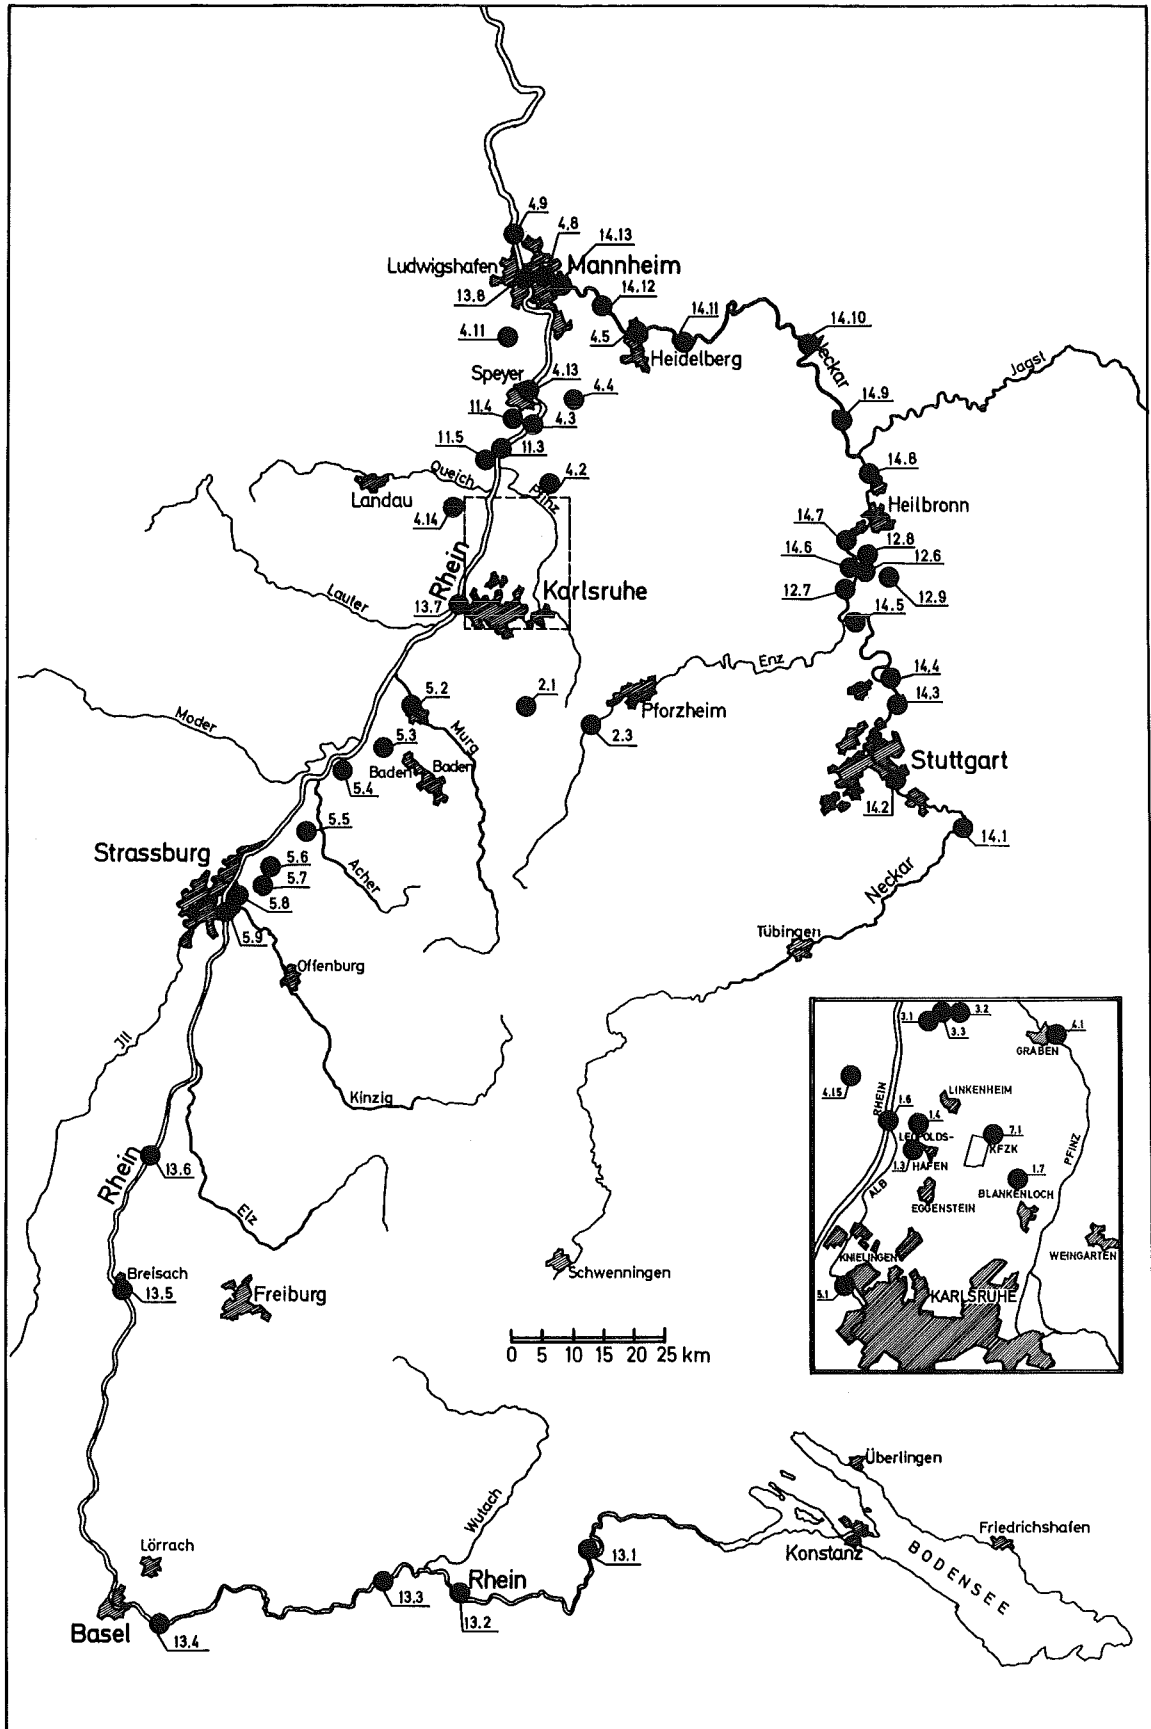 4.9
4.8
14.13
Ludwigshafen
Mannheim
13.8
14.12
14.11
14.10
4.11
4.5
Heidelberg
Neckar
Jagst
Speyer
4.13
4.4
14.9
11.4
4.3
11.5
11.3
14.8
Queich
4.2
Pfinz
Landau
Heilbronn
4.14
14.7
12.8
14.6
12.6
Rhein
Karlsruhe
12.7
12.9
Lauter
13.7
14.5
Enz
14.4
5.2
2.1
14.3
Moder
Murg
Pforzheim
2.3
5.3
Baden
Baden
Stuttgart
5.4
14.2
5.5
14.1
Strassburg
5.6
Acher
5.7
Neckar
5.8
5.9
Tübingen
Offenburg
Jll
3.1
3.2
3.3
4.1
GRABEN
4.15
RHEIN
LINKENHEIM
1.6
1.4
Kinzig
LEOPOLDS-
HAFEN
7.1
KFZK
PFINZ
1.3
1.7
ALB
BLANKENLOCH
EGGENSTEIN
Rhein
13.6
Elz
KNIELINGEN
WEINGARTEN
5.1
KARLSRUHE
Schwenningen
Breisach
13.5
Freiburg
0 5 10 15 20 25 km
Überlingen
Wutach
Friedrichshafen
Lörrach
Konstanz
BODENSEE
13.1
Rhein
13.3
13.2
Basel
13.4